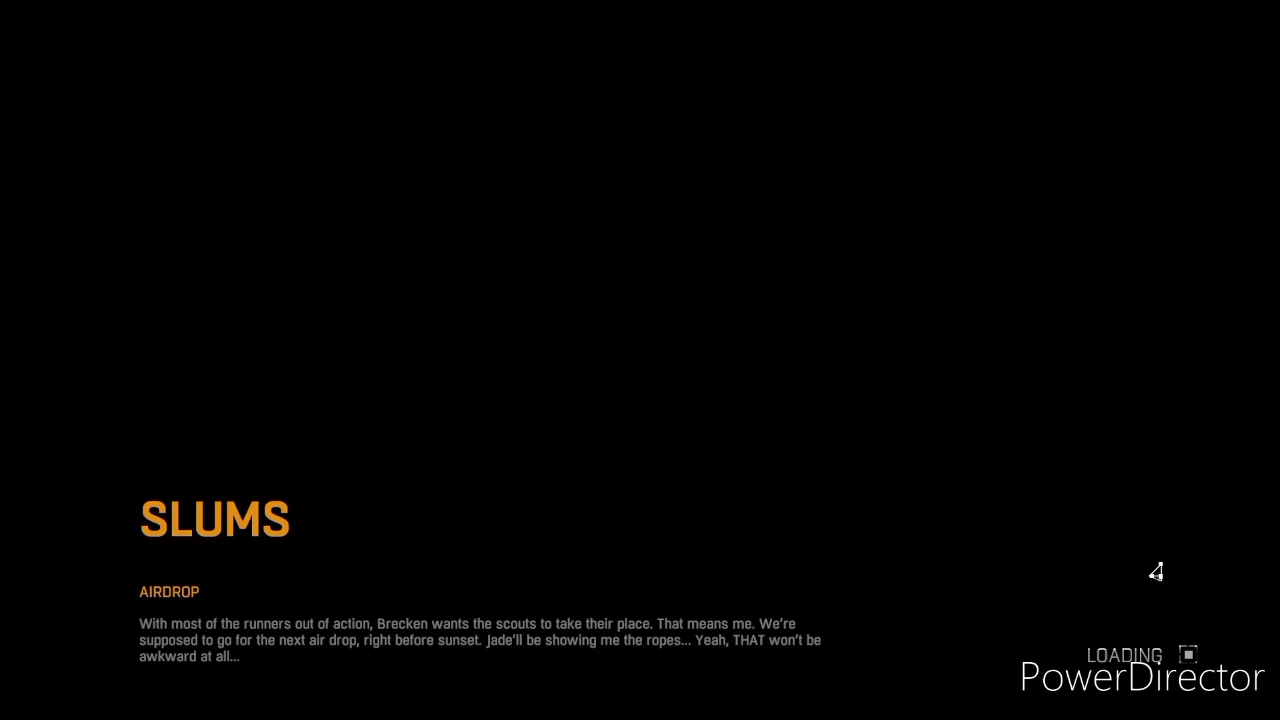 SLUMS
AIRDROP
With most of the runners out of action, Brecken wants the scouts to take their place. That means me. We're
supposed to go for the next air drop, right before sunset. Jade'll be showing me the ropes... Yeah, THAT won't be
awkward at all...
LOADING
PowerDirector